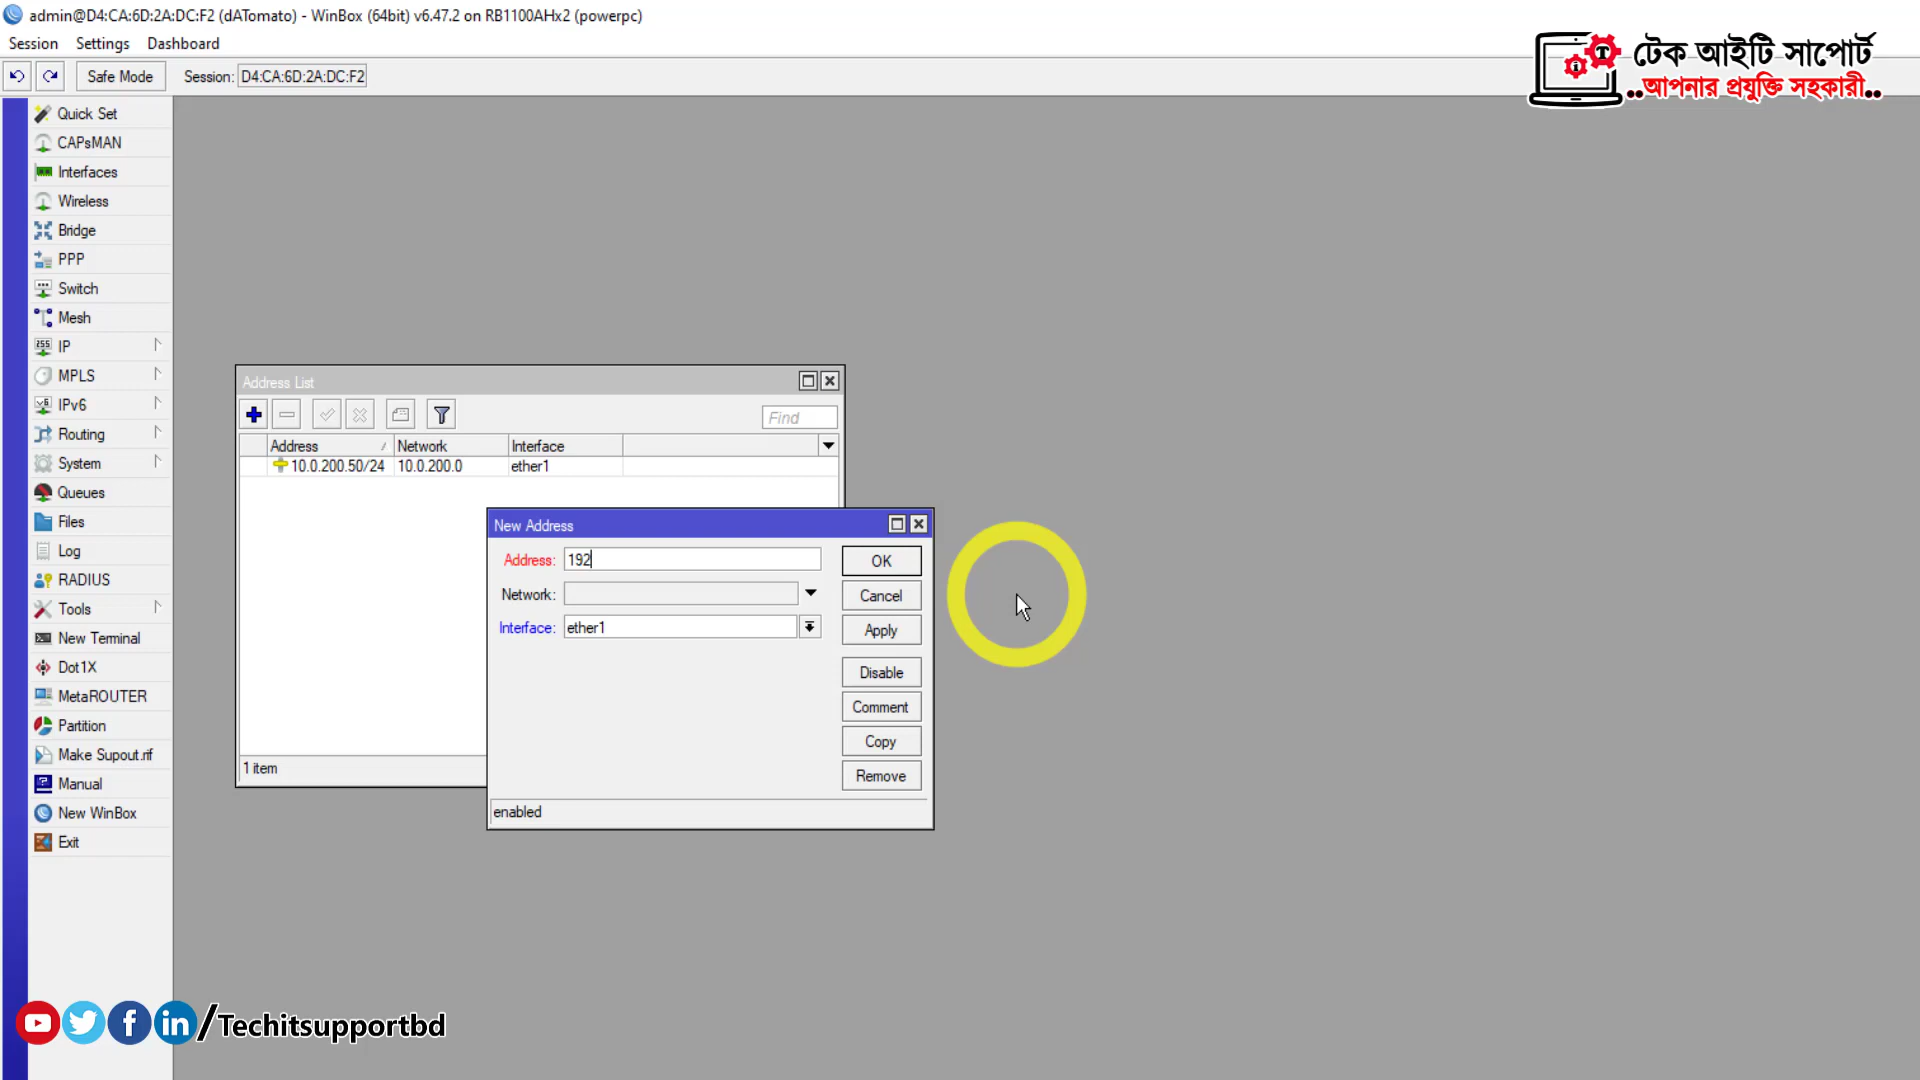 admin@D4:CA:6D:2A:DC:F2 (dATomato) - WinBox (64bit) v6.47.2 on RB1100AHx2 (powerpc)
Session Settings Dashboard
Safe Mode Session: D4:CA:6D:2A:DC:F2
টেক আইটি সাপোর্ট
..আপনার প্রযুক্তি সহকারী..
Quick Set
CAPsMAN
Interfaces
Wireless
Bridge
PPP
Switch
Mesh
IP
MPLS
IPv6
Routing
System
Queues
Files
Log
RADIUS
Tools
New Terminal
Dot1X
MetaROUTER
Partition
Make Supout.rif
Manual
New WinBox
Exit
Address List
Find
Address Network Interface
10.0.200.50/24 10.0.200.0 ether1
1 item
New Address
Address: 192
Network:
Interface: ether1
OK
Cancel
Apply
Disable
Comment
Copy
Remove
enabled
/Techitsupportbd